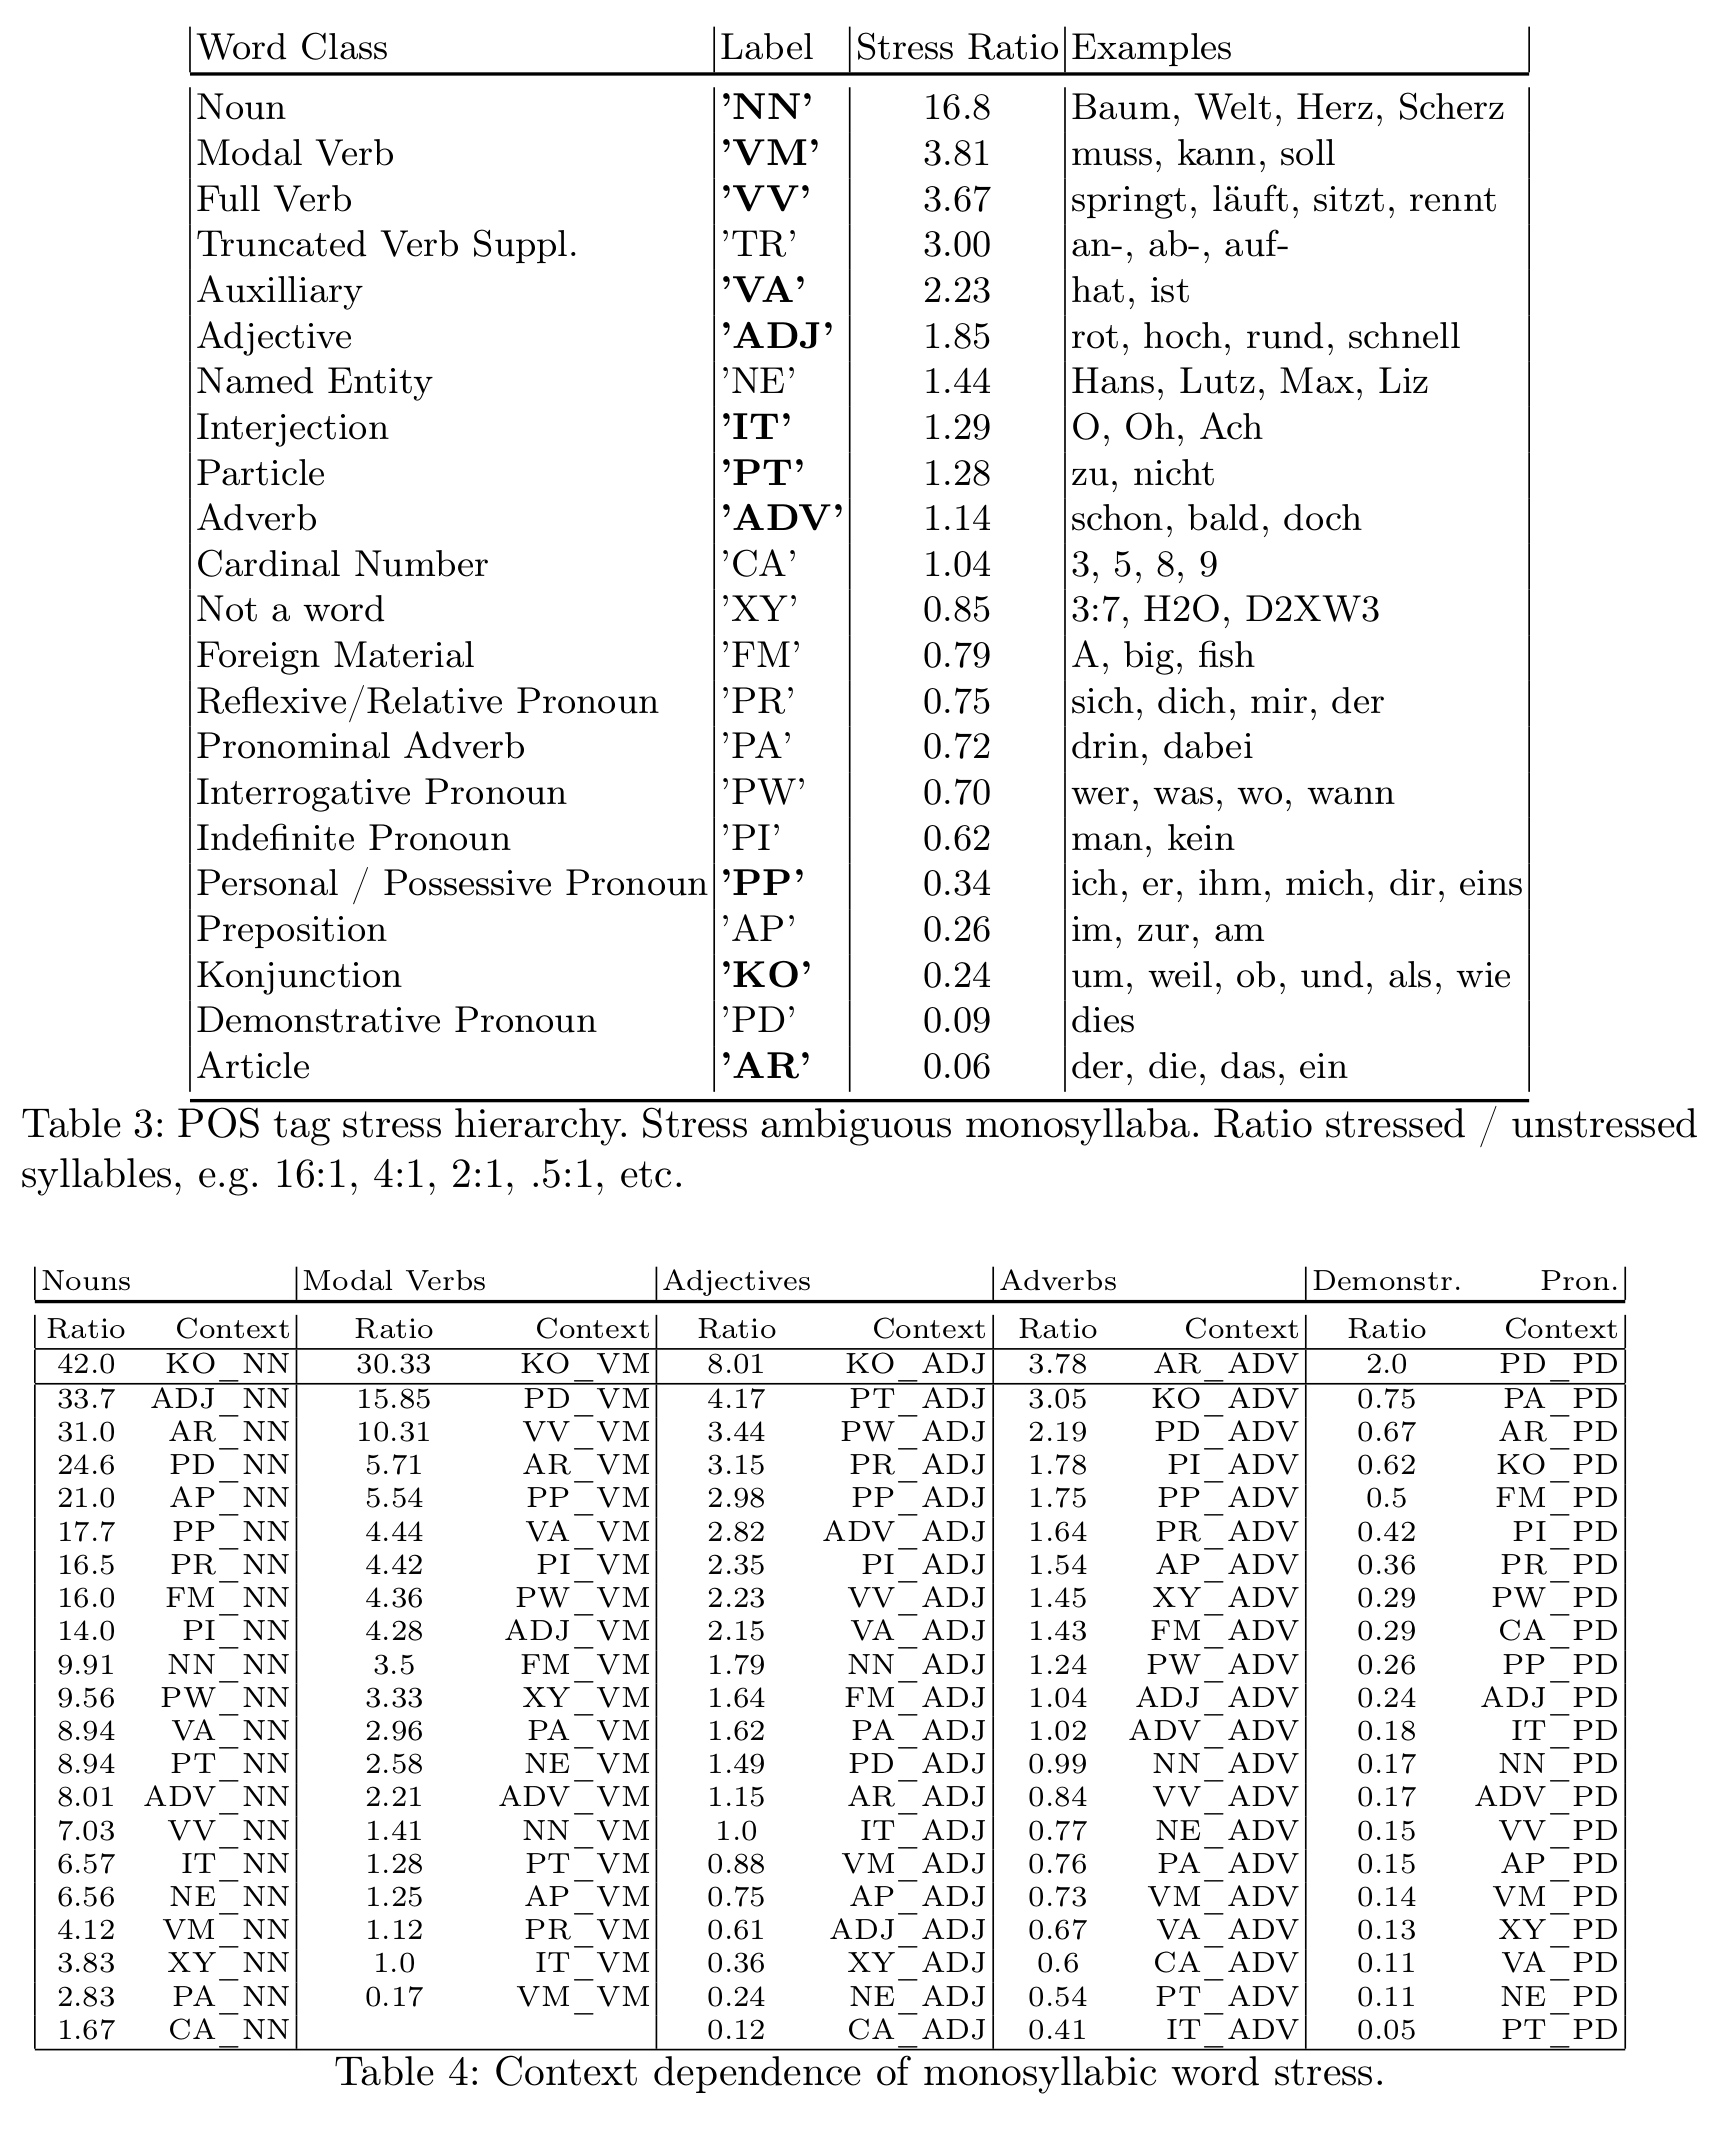 Word Class Label Stress Ratio Examples
Noun ’NN’ 16.8 Baum, Welt, Herz, Scherz
Modal Verb ’VM’ 3.81 muss, kann, soll
Full Verb ’VV’ 3.67 springt, läuft, sitzt, rennt
Truncated Verb Suppl. ’TR’ 3.00 an-, ab-, auf-
Auxilliary ’VA’ 2.23 hat, ist
Adjective ’ADJ’ 1.85 rot, hoch, rund, schnell
Named Entity ’NE’ 1.44 Hans, Lutz, Max, Liz
Interjection ’IT’ 1.29 O, Oh, Ach
Particle ’PT’ 1.28 zu, nicht
Adverb ’ADV’ 1.14 schon, bald, doch
Cardinal Number ’CA’ 1.04 3, 5, 8, 9
Not a word ’XY’ 0.85 3:7, H2O, D2XW3
Foreign Material ’FM’ 0.79 A, big, fish
Reflexive/Relative Pronoun ’PR’ 0.75 sich, dich, mir, der
Pronominal Adverb ’PA’ 0.72 drin, dabei
Interrogative Pronoun ’PW’ 0.70 wer, was, wo, wann
Indefinite Pronoun ’PI’ 0.62 man, kein
Personal / Possessive Pronoun ’PP’ 0.34 ich, er, ihm, mich, dir, eins
Preposition ’AP’ 0.26 im, zur, am
Konjunction ’KO’ 0.24 um, weil, ob, und, als, wie
Demonstrative Pronoun ’PD’ 0.09 dies
Article ’AR’ 0.06 der, die, das, ein
Table 3: POS tag stress hierarchy. Stress ambiguous monosyllaba. Ratio stressed / unstressed
syllables, e.g. 16:1, 4:1, 2:1, .5:1, etc.
Nouns Modal Verbs Adjectives Adverbs Demonstr. Pron.
Ratio Context Ratio Context Ratio Context Ratio Context Ratio Context
42.0 KO_NN 30.33 KO_VM 8.01 KO_ADJ 3.78 AR_ADV 2.0 PD_PD
33.7 ADJ_NN 15.85 PD_VM 4.17 PT_ADJ 3.05 KO_ADV 0.75 PA_PD
31.0 AR_NN 10.31 VV_VM 3.44 PW_ADJ 2.19 PD_ADV 0.67 AR_PD
24.6 PD_NN 5.71 AR_VM 3.15 PR_ADJ 1.78 PI_ADV 0.62 KO_PD
21.0 AP_NN 5.54 PP_VM 2.98 PP_ADJ 1.75 PP_ADV 0.5 FM_PD
17.7 PP_NN 4.44 VA_VM 2.82 ADV_ADJ 1.64 PR_ADV 0.42 PI_PD
16.5 PR_NN 4.42 PI_VM 2.35 PI_ADJ 1.54 AP_ADV 0.36 PR_PD
16.0 FM_NN 4.36 PW_VM 2.23 VV_ADJ 1.45 XY_ADV 0.29 PW_PD
14.0 PI_NN 4.28 ADJ_VM 2.15 VA_ADJ 1.43 FM_ADV 0.29 CA_PD
9.91 NN_NN 3.5 FM_VM 1.79 NN_ADJ 1.24 PW_ADV 0.26 PP_PD
9.56 PW_NN 3.33 XY_VM 1.64 FM_ADJ 1.04 ADJ_ADV 0.24 ADJ_PD
8.94 VA_NN 2.96 PA_VM 1.62 PA_ADJ 1.02 ADV_ADV 0.18 IT_PD
8.94 PT_NN 2.58 NE_VM 1.49 PD_ADJ 0.99 NN_ADV 0.17 NN_PD
8.01 ADV_NN 2.21 ADV_VM 1.15 AR_ADJ 0.84 VV_ADV 0.17 ADV_PD
7.03 VV_NN 1.41 NN_VM 1.0 IT_ADJ 0.77 NE_ADV 0.15 VV_PD
6.57 IT_NN 1.28 PT_VM 0.88 VM_ADJ 0.76 PA_ADV 0.15 AP_PD
6.56 NE_NN 1.25 AP_VM 0.75 AP_ADJ 0.73 VM_ADV 0.14 VM_PD
4.12 VM_NN 1.12 PR_VM 0.61 ADJ_ADJ 0.67 VA_ADV 0.13 XY_PD
3.83 XY_NN 1.0 IT_VM 0.36 XY_ADJ 0.6 CA_ADV 0.11 VA_PD
2.83 PA_NN 0.17 VM_VM 0.24 NE_ADJ 0.54 PT_ADV 0.11 NE_PD
1.67 CA_NN 0.12 CA_ADJ 0.41 IT_ADV 0.05 PT_PD
Table 4: Context dependence of monosyllabic word stress.